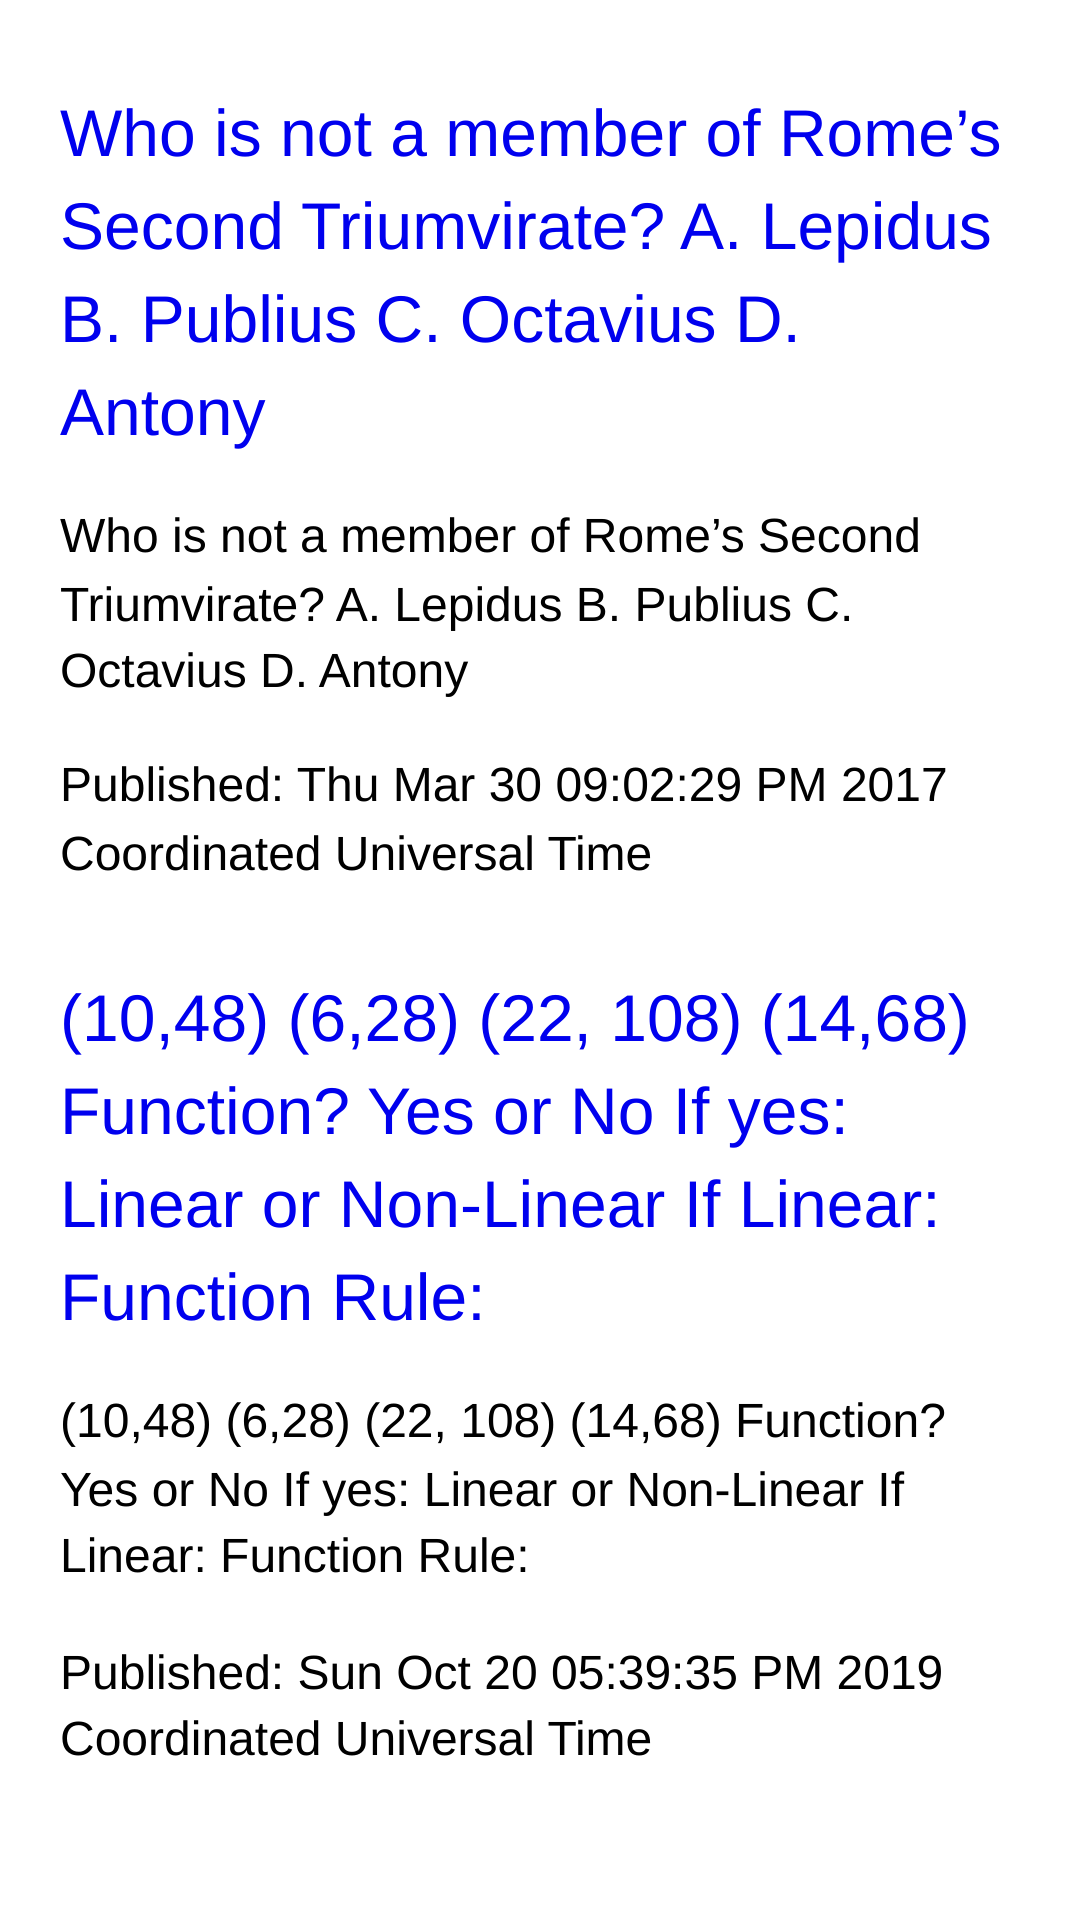 Who is not a member of Rome’s
Second Triumvirate? A. Lepidus
B. Publius C. Octavius D.
Antony
Who is not a member of Rome’s Second
Triumvirate? A. Lepidus B. Publius C.
Octavius D. Antony
Published: Thu Mar 30 09:02:29 PM 2017
Coordinated Universal Time
(10,48) (6,28) (22, 108) (14,68)
Function? Yes or No If yes:
Linear or Non-Linear If Linear:
Function Rule:
(10,48) (6,28) (22, 108) (14,68) Function?
Yes or No If yes: Linear or Non-Linear If
Linear: Function Rule:
Published: Sun Oct 20 05:39:35 PM 2019
Coordinated Universal Time